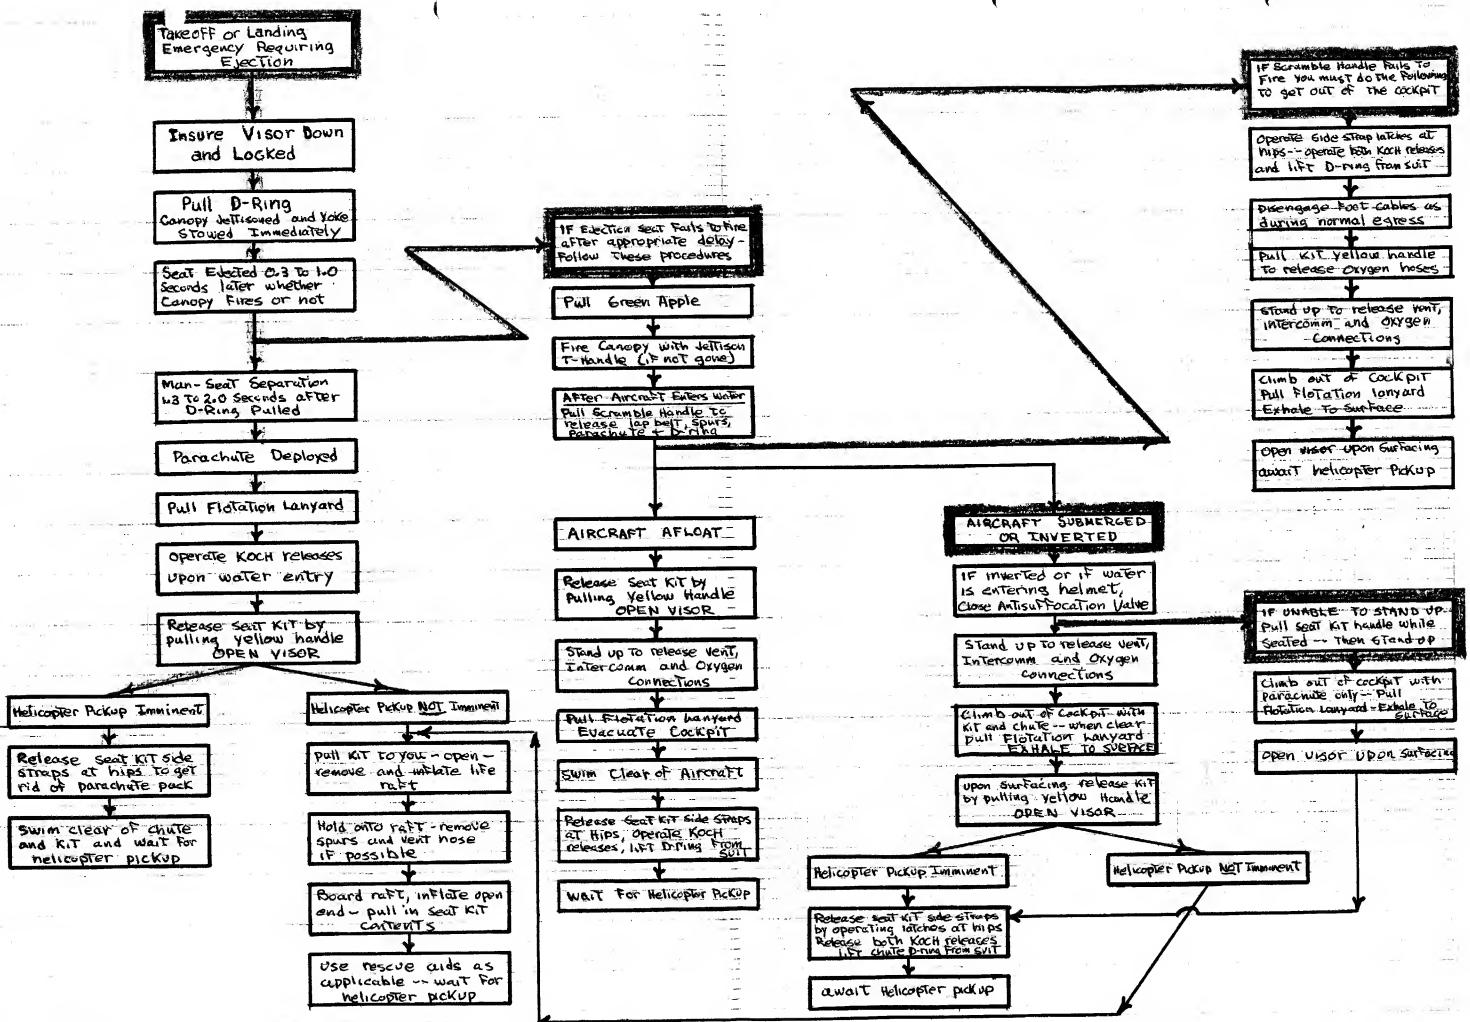 Takeoff or Landing
Emergency Requiring
Ejection
Insure Visor Down
and Locked
Pull D-Ring
Canopy Jettisoned and Yoke
Stowed Immediately
Seat Ejected 0.3 To 1.0
Seconds later whether
Canopy Fires or not
Man-Seat Separation
1.3 to 2.0 Seconds after
D-Ring Pulled
Parachute Deployed
Pull Flotation Lanyard
Operate KOCH releases
upon water entry
Release Seat Kit by
pulling yellow handle
OPEN VISOR
Helicopter Pickup Imminent
Release Seat Kit side
straps at hips to get
rid of parachute pack
Swim clear of chute
and Kit and wait for
helicopter pickup
Helicopter Pickup NOT Imminent
Pull Kit to you - open -
remove and inflate life
raft
Hold onto raft - remove
spurs and vent hose
if possible
Board raft, inflate open
end - pull in Seat Kit
contents
Use rescue aids as
applicable -- wait for
helicopter pickup
IF Ejection Seat Fails To Fire
after appropriate delay -
Follow These procedures
Pull Green Apple
Fire Canopy with Jettison
T-Handle (if not gone)
After Aircraft Enters Water
Pull Scramble Handle to
release lap belt, Spurs,
Parachute + D-ring
AIRCRAFT AFLOAT
Release Seat Kit by
Pulling Yellow Handle
OPEN VISOR
Stand up to release vent,
Intercomm and Oxygen
connections
Pull Flotation Lanyard
Evacuate Cockpit
Swim Clear of Aircraft
Release Seat Kit Side Straps
at Hips, Operate KOCH
releases, lift D-ring From
Suit
Wait For Helicopter Pickup
AIRCRAFT SUBMERGED
OR INVERTED
IF inverted or if water
is entering helmet,
Close Antisuffocation Valve
Stand up to release vent,
Intercomm and Oxygen
connections
Climb out of Cockpit with
Kit and chute -- when clear
pull Flotation Lanyard
EXHALE TO SURFACE
Upon Surfacing release Kit
by pulling Yellow Handle
OPEN VISOR
Helicopter Pickup Imminent
Release seat Kit side straps
by operating latches at hips
Release both KOCH releases
lift chute D-ring From Suit
await Helicopter pickup
Helicopter Pickup NOT Imminent
IF Scramble Handle Fails To
Fire You must do the Following
To get out of the cockpit
Operate Side Strap latches at
hips -- operate both Koch releases
and lift D-ring from suit
Disengage Foot Cables as
during normal egress
Pull Kit Yellow handle
To release Oxygen hoses
Stand up to release vent,
Intercomm and Oxygen
Connections
Climb out of Cockpit
Pull Flotation lanyard
Exhale To Surface
Open visor upon surfacing
await helicopter Pickup
IF UNABLE TO STAND UP
Pull seat Kit handle while
Seated -- Then Stand up
Climb out of cockpit with
parachute only - Pull
Flotation Lanyard - Exhale To
Surface
Open visor upon Surfacing